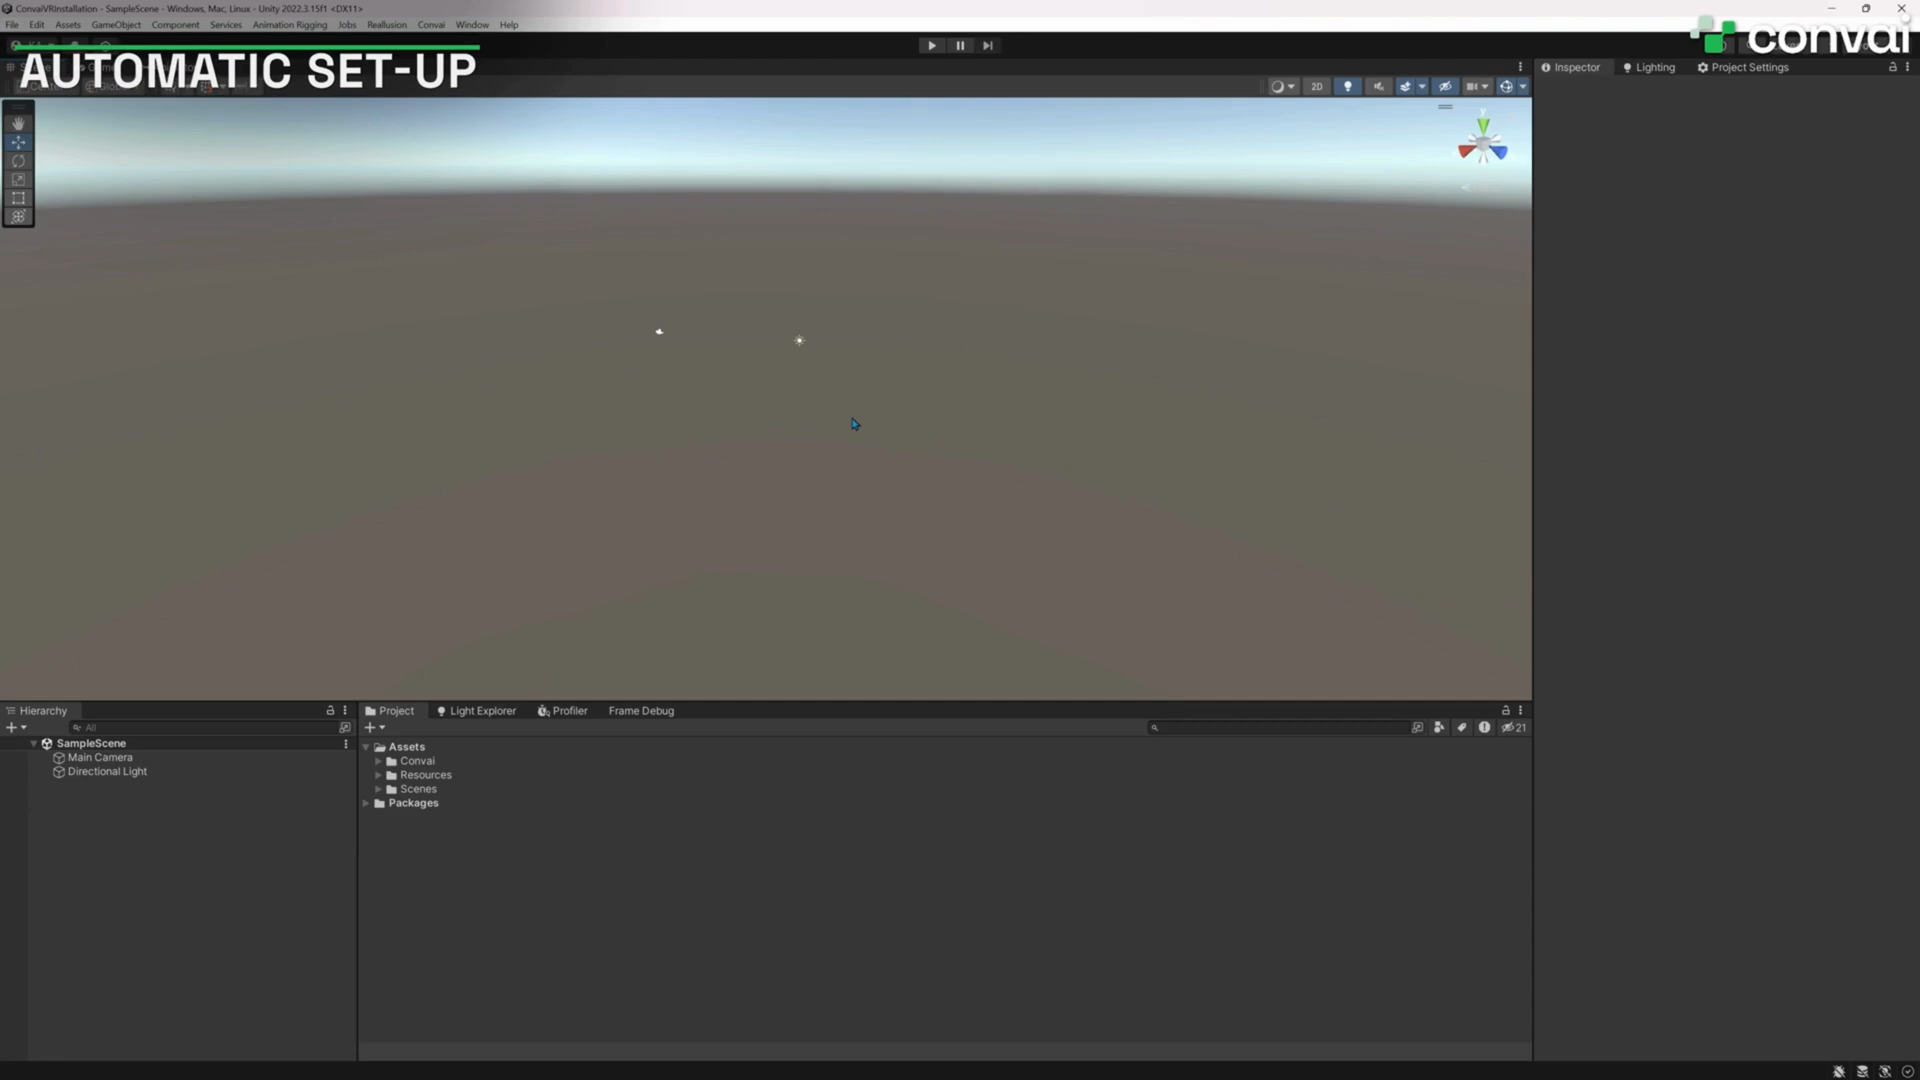 ConvaiVRInstallation - SampleScene - Windows, Mac, Linux - Unity 2022.3.15f1 <DX11>
File Edit Assets GameObject Component Services Animation Rigging Jobs Reallusion Convai Window Help
convai
AUTOMATIC SET-UP
Inspector Lighting Project Settings
2D
y
Hierarchy
All
SampleScene
Main Camera
Directional Light
Project Light Explorer Profiler Frame Debug
21
Assets
Convai
Resources
Scenes
Packages